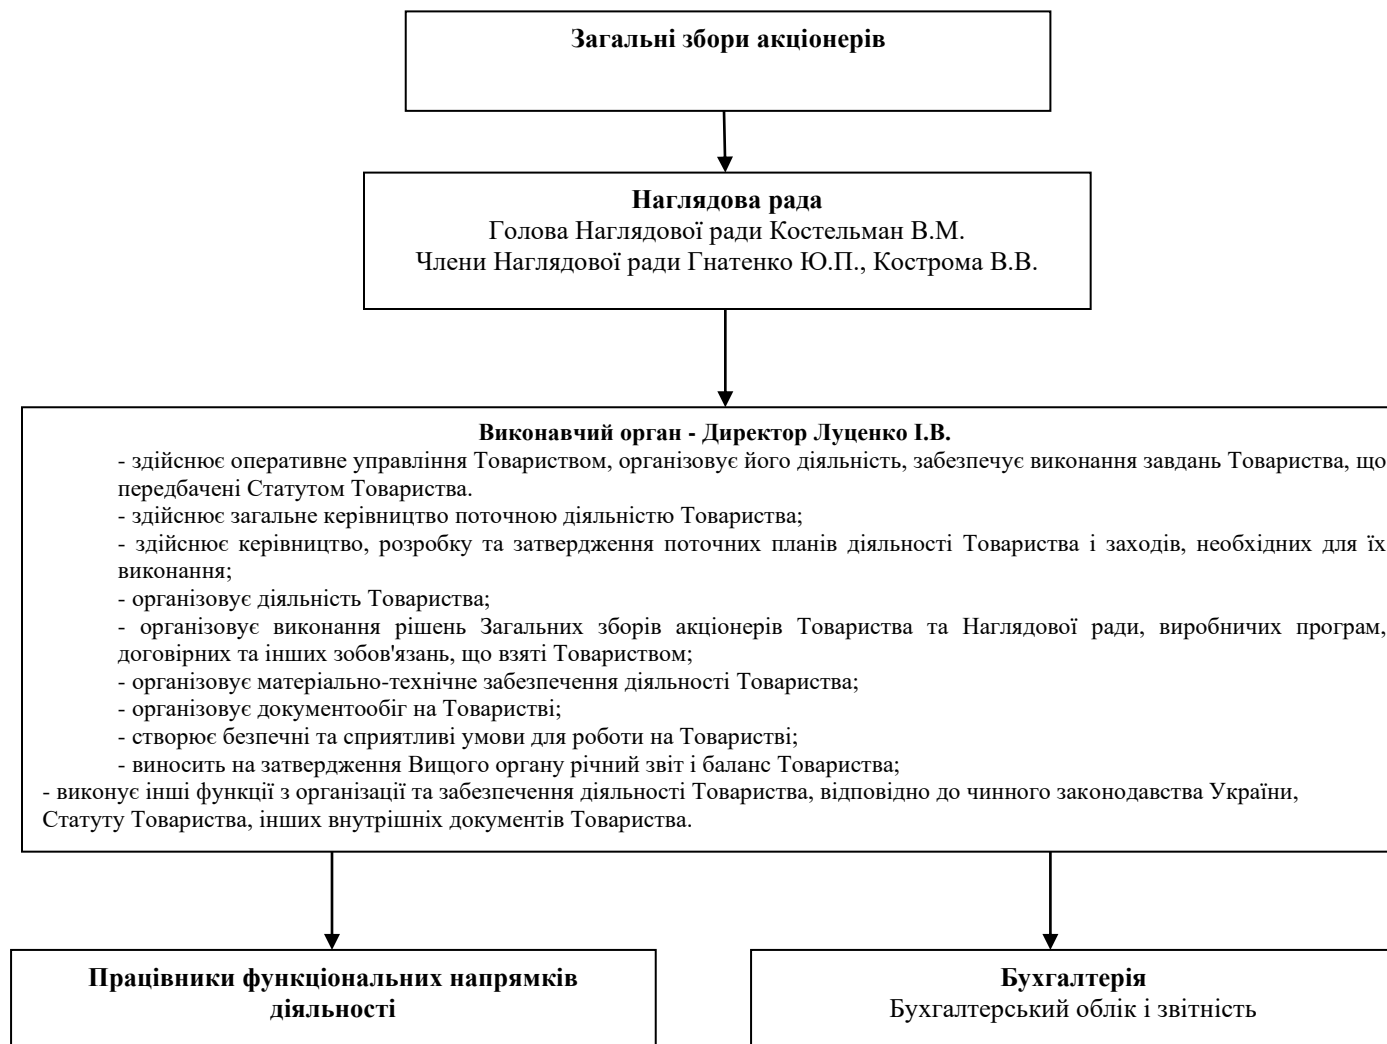 Загальні збори акціонерів
Наглядова рада
Голова Наглядової ради Костельман В.М.
Члени Наглядової ради Гнатенко Ю.П., Кострома В.В.
Виконавчий орган - Директор Луценко І.В.
- здійснює оперативне управління Товариством, організовує його діяльність, забезпечує виконання завдань Товариства, що
передбачені Статутом Товариства.
- здійснює загальне керівництво поточною діяльністю Товариства;
- здійснює керівництво, розробку та затвердження поточних планів діяльності Товариства і заходів, необхідних для їх
виконання;
- організовує діяльність Товариства;
- організовує виконання рішень Загальних зборів акціонерів Товариства та Наглядової ради, виробничих програм,
договірних та інших зобов'язань, що взяті Товариством;
- організовує матеріально-технічне забезпечення діяльності Товариства;
- організовує документообіг на Товаристві;
- створює безпечні та сприятливі умови для роботи на Товаристві;
- виносить на затвердження Вищого органу річний звіт і баланс Товариства;
- виконує інші функції з організації та забезпечення діяльності Товариства, відповідно до чинного законодавства України,
Статуту Товариства, інших внутрішніх документів Товариства.
Працівники функціональних напрямків
діяльності
Бухгалтерія
Бухгалтерський облік і звітність